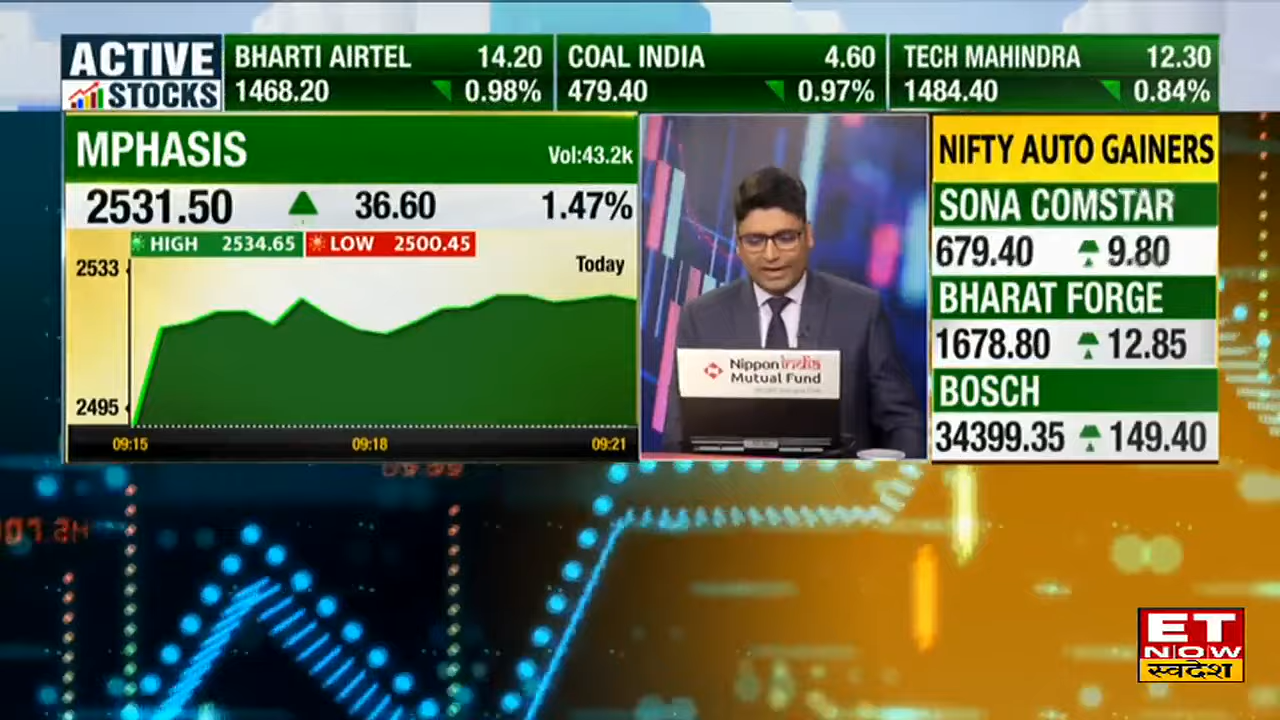 ACTIVE STOCKS
BHARTI AIRTEL 14.20
1468.20 0.98%
COAL INDIA 4.60
479.40 0.97%
TECH MAHINDRA 12.30
1484.40 0.84%
MPHASIS Vol:43.2k
2531.50 36.60 1.47%
HIGH 2534.65 LOW 2500.45
Today
2533
2495
09:15 09:18 09:21
Nippon india
Mutual Fund
NIFTY AUTO GAINERS
SONA COMSTAR
679.40 9.80
BHARAT FORGE
1678.80 12.85
BOSCH
34399.35 149.40
ET
NOW
स्वदेश